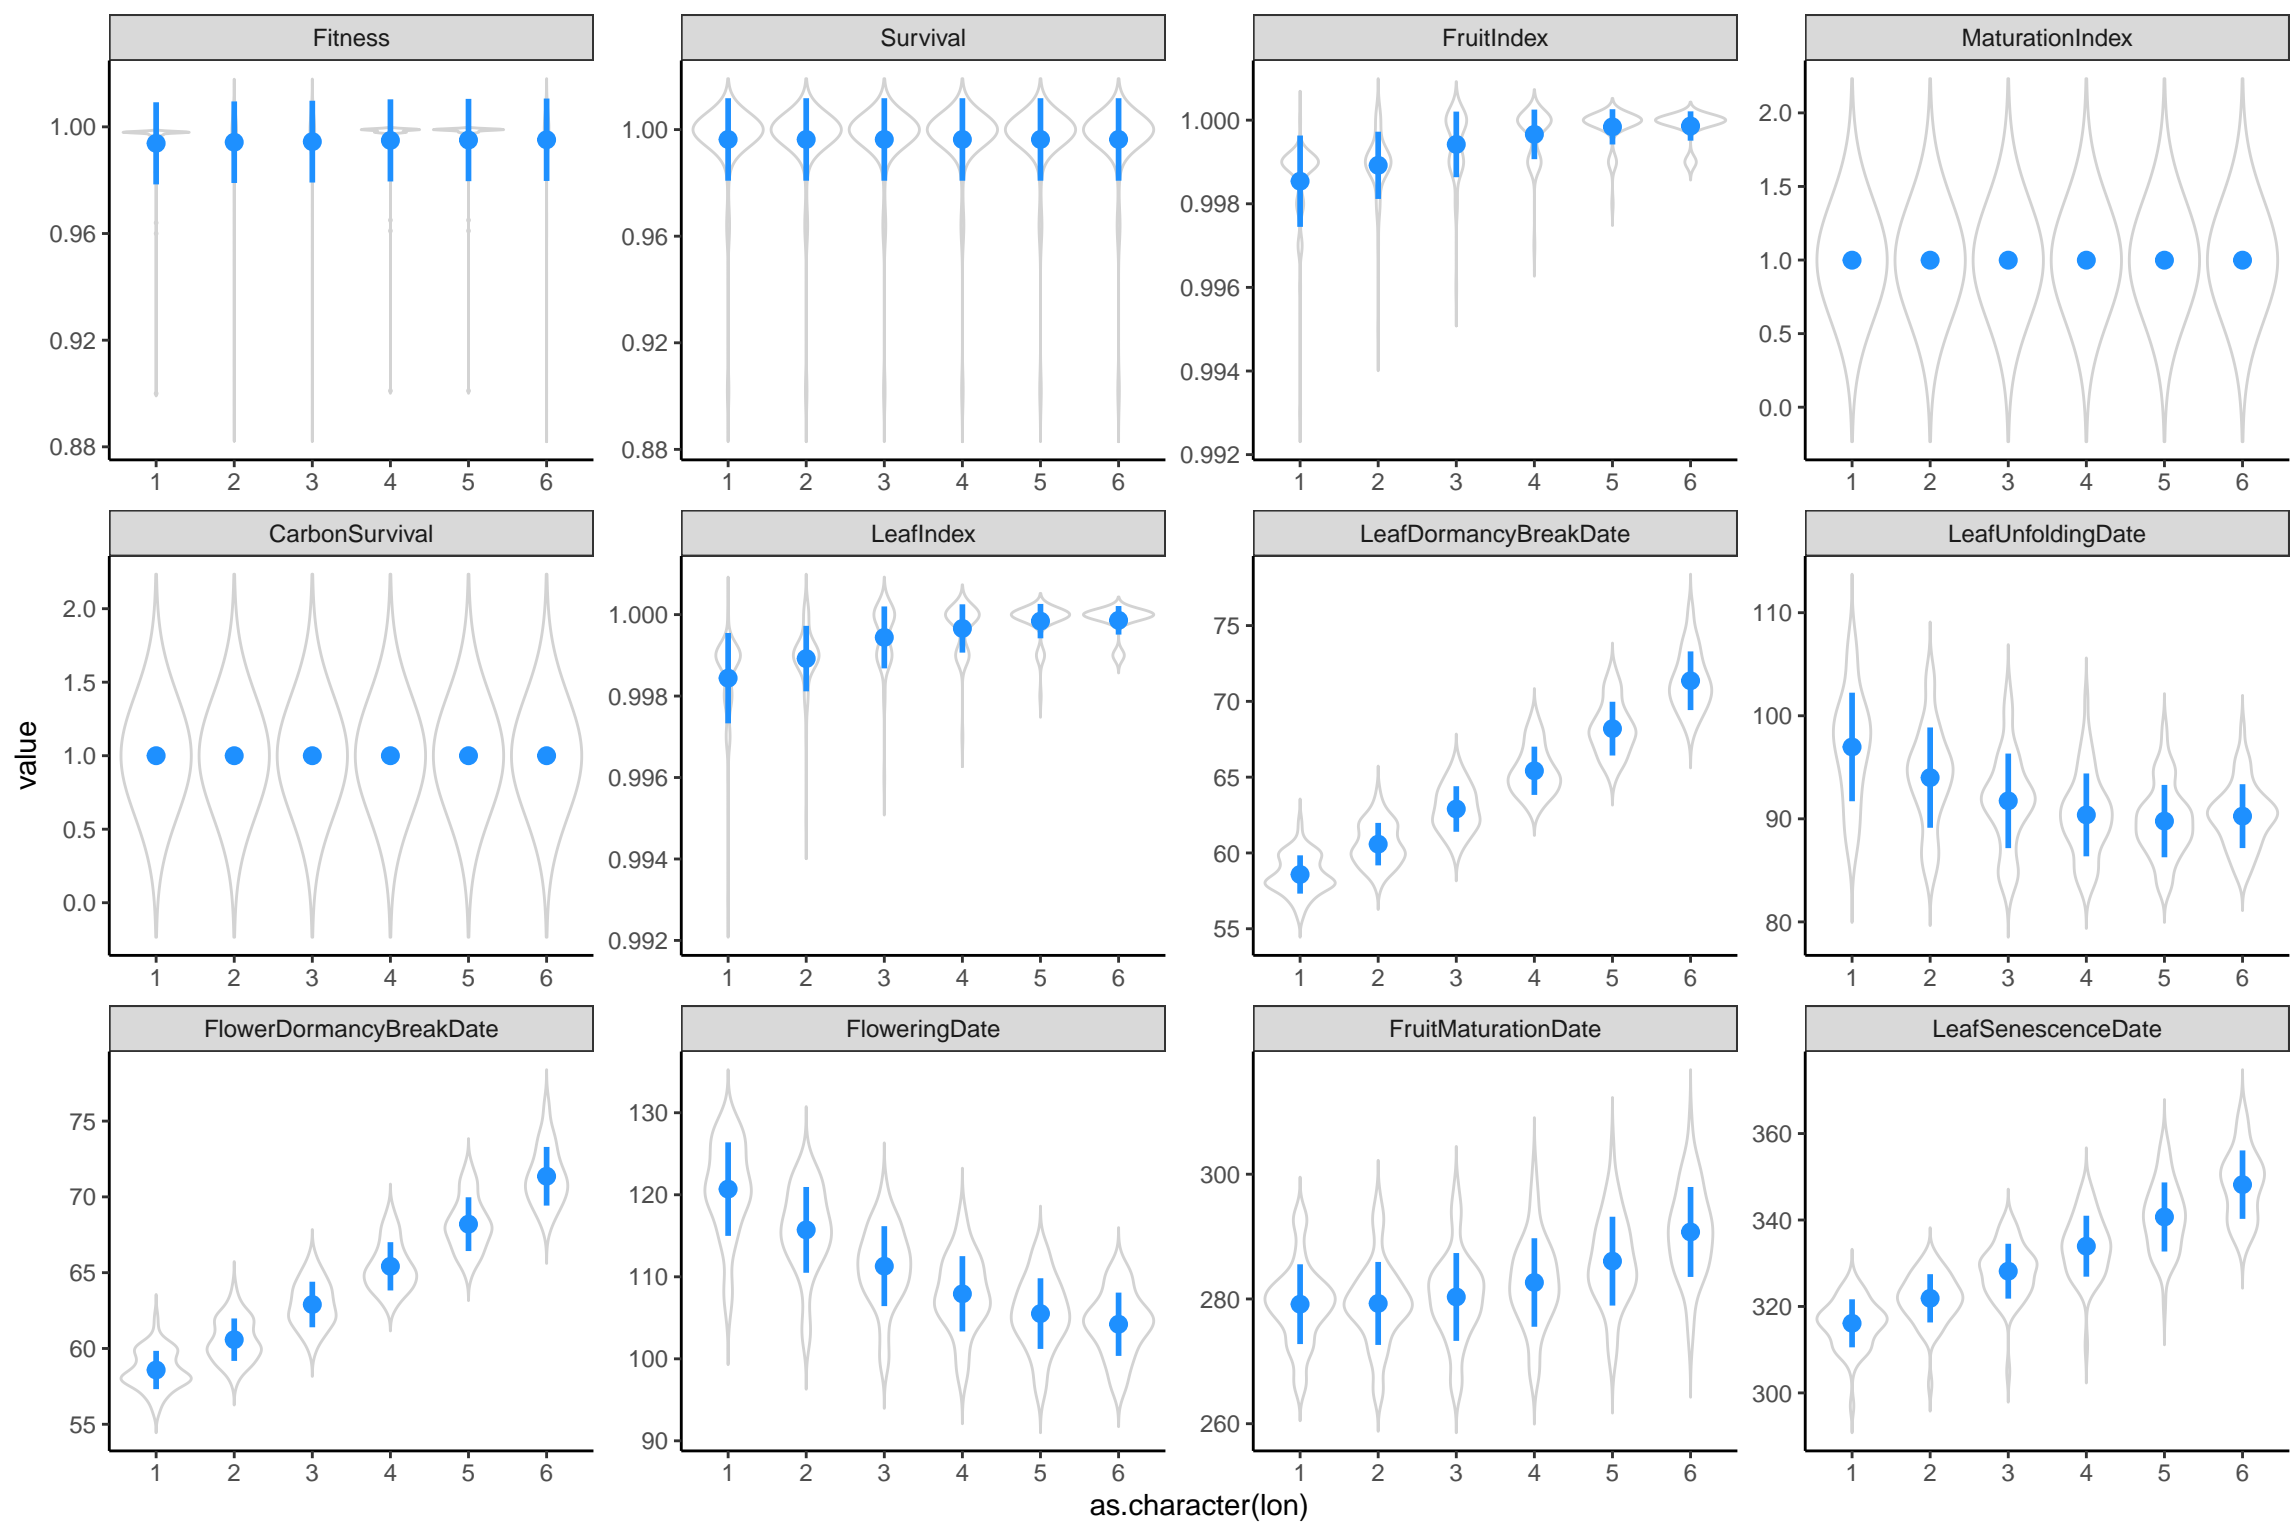 Fitness
Survival
FruitIndex
MaturationIndex
1.00
0.96
0.92
0.88
1 2 3 4 5 6
1.00
0.96
0.92
0.88
1 2 3 4 5 6
1.000
0.998
0.996
0.994
0.992
1 2 3 4 5 6
2.0
1.5
1.0
0.5
0.0
1 2 3 4 5 6
CarbonSurvival
LeafIndex
LeafDormancyBreakDate
LeafUnfoldingDate
value
2.0
1.5
1.0
0.5
0.0
1 2 3 4 5 6
1.000
0.998
0.996
0.994
0.992
1 2 3 4 5 6
75
70
65
60
55
1 2 3 4 5 6
110
100
90
80
1 2 3 4 5 6
FlowerDormancyBreakDate
FloweringDate
FruitMaturationDate
LeafSenescenceDate
75
70
65
60
55
1 2 3 4 5 6
130
120
110
100
90
1 2 3 4 5 6
300
280
260
1 2 3 4 5 6
360
340
320
300
1 2 3 4 5 6
as.character(lon)